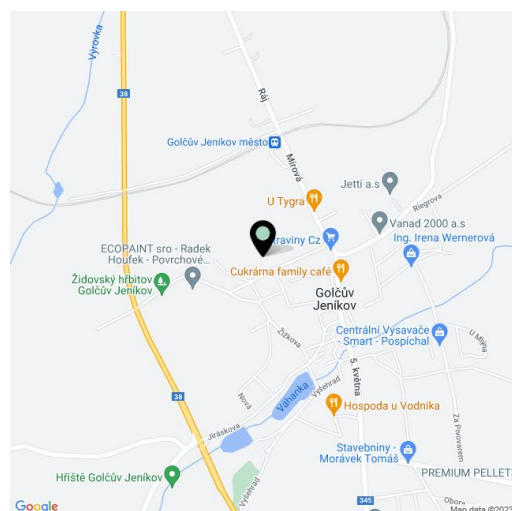 Výrovka
38
Ráj
Golčův Jeníkov město
Mírová
Jetti a.s
Riegrova
U Tygra
Vanad 2000 a.s
traviny Cz
Ing. Irena Wernerová
ECOPAINT sro - Radek
Houfek - Povrchové...
Cukrárna family café
Židovský hřbitov
Golčův Jeníkov
Golčův
Jeníkov
Žižkova
Centrální Vysavače
- Smart - Pospíchal
U Mlýna
5. května
Nová
Váhanka
Vyšehrad
38
Hospoda u Vodníka
Za Pivovarem
Jiráskova
Stavebniny -
Morávek Tomáš
Hřiště Golčův Jeníkov
PREMIUM PELLET
Vyšehrad
345
Obora
Google
Map data ©2023